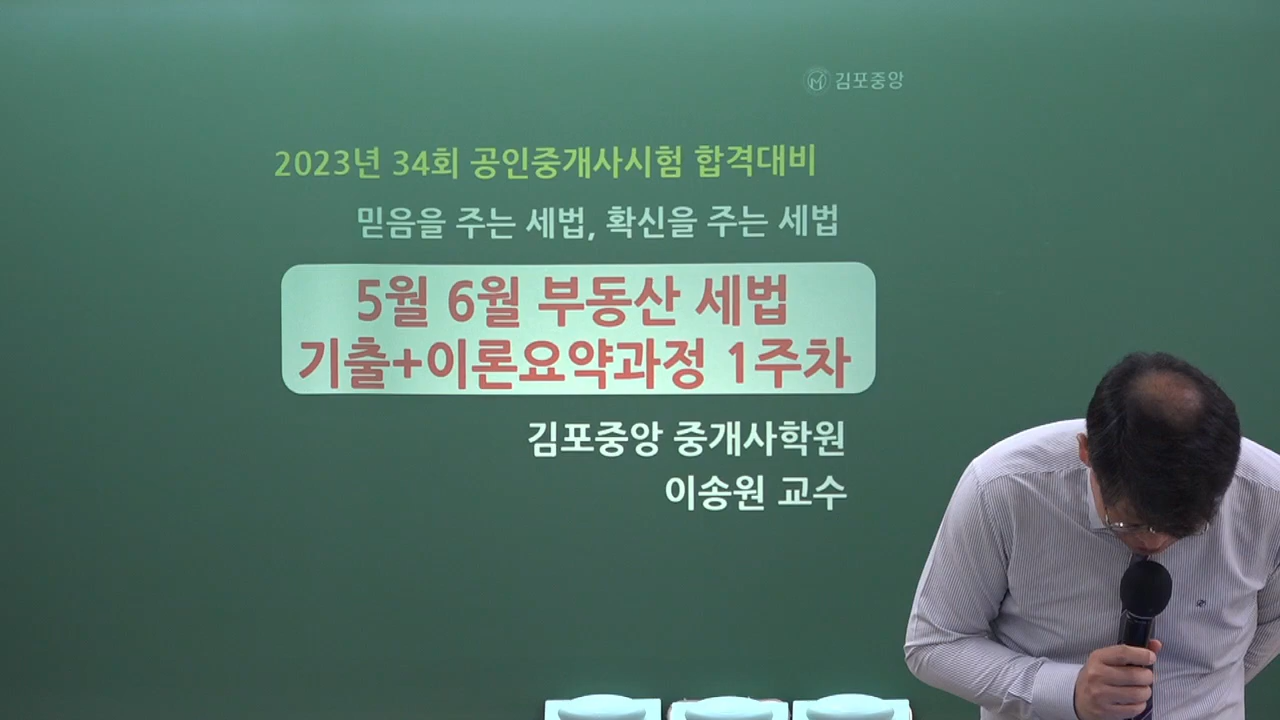 김포중앙
2023년 34회 공인중개사시험 합격대비
믿음을 주는 세법, 확신을 주는 세법
5월 6월 부동산 세법
기출+이론요약과정 1주차
김포중앙 중개사학원
이송원 교수